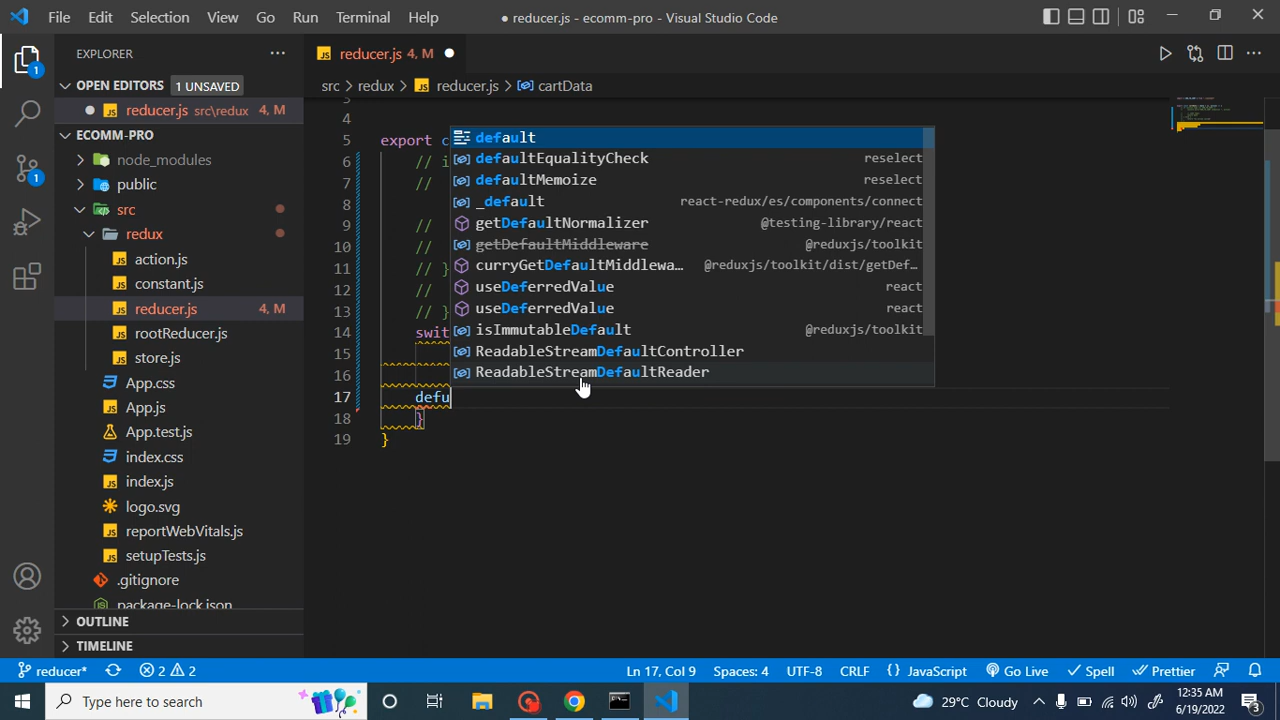 File Edit Selection View Go Run Terminal Help
● reducer.js - ecomm-pro - Visual Studio Code
EXPLORER ···
reducer.js 4, M ●
OPEN EDITORS 1 UNSAVED
src > redux > reducer.js > cartData
● reducer.js src\redux 4, M
ECOMM-PRO
node_modules
public
src
redux
action.js
constant.js
reducer.js 4, M
rootReducer.js
store.js
App.css
App.js
App.test.js
index.css
index.js
logo.svg
reportWebVitals.js
setupTests.js
.gitignore
package-lock.json
OUTLINE
TIMELINE
3
4
5 export c
6 // i
7 //
8
9 //
10 //
11 // }
12 //
13 // }
14 swit
15
16
17 defu
18 }
19 }
default
defaultEqualityCheck reselect
defaultMemoize reselect
_default react-redux/es/components/connect
getDefaultNormalizer @testing-library/react
getDefaultMiddleware @reduxjs/toolkit
curryGetDefaultMiddlewa… @reduxjs/toolkit/dist/getDef…
useDeferredValue react
useDeferredValue react
isImmutableDefault @reduxjs/toolkit
ReadableStreamDefaultController
ReadableStreamDefaultReader
1
1
reducer* 2 2 Ln 17, Col 9 Spaces: 4 UTF-8 CRLF {} JavaScript Go Live Spell Prettier
Type here to search
29°C Cloudy
12:35 AM
6/19/2022
3